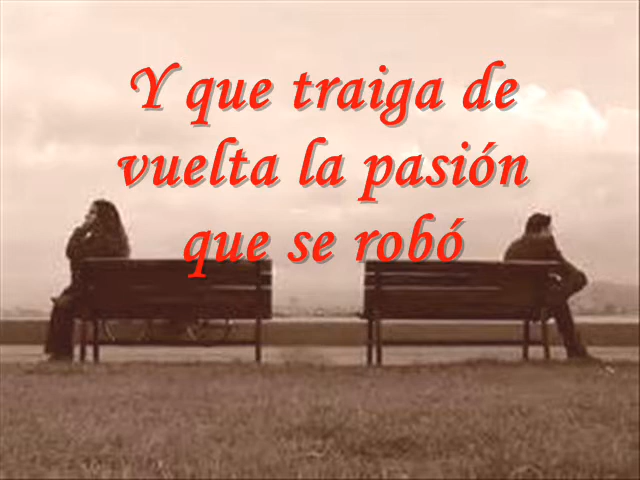 Y que traiga de
vuelta la pasión
que se robó